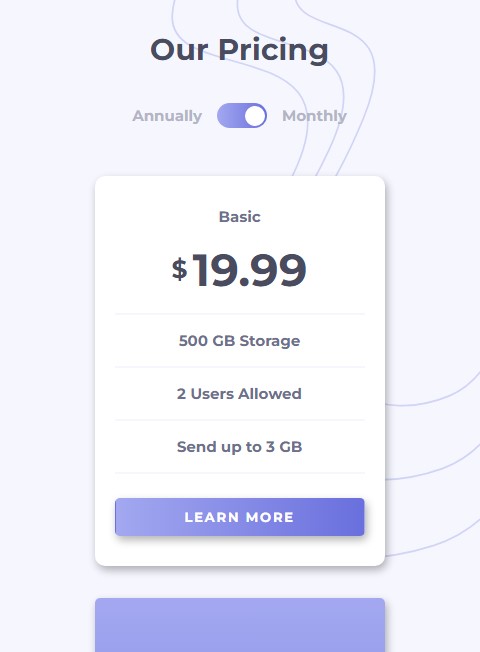 Our Pricing
Annually Monthly
Basic
$19.99
500 GB Storage
2 Users Allowed
Send up to 3 GB
LEARN MORE